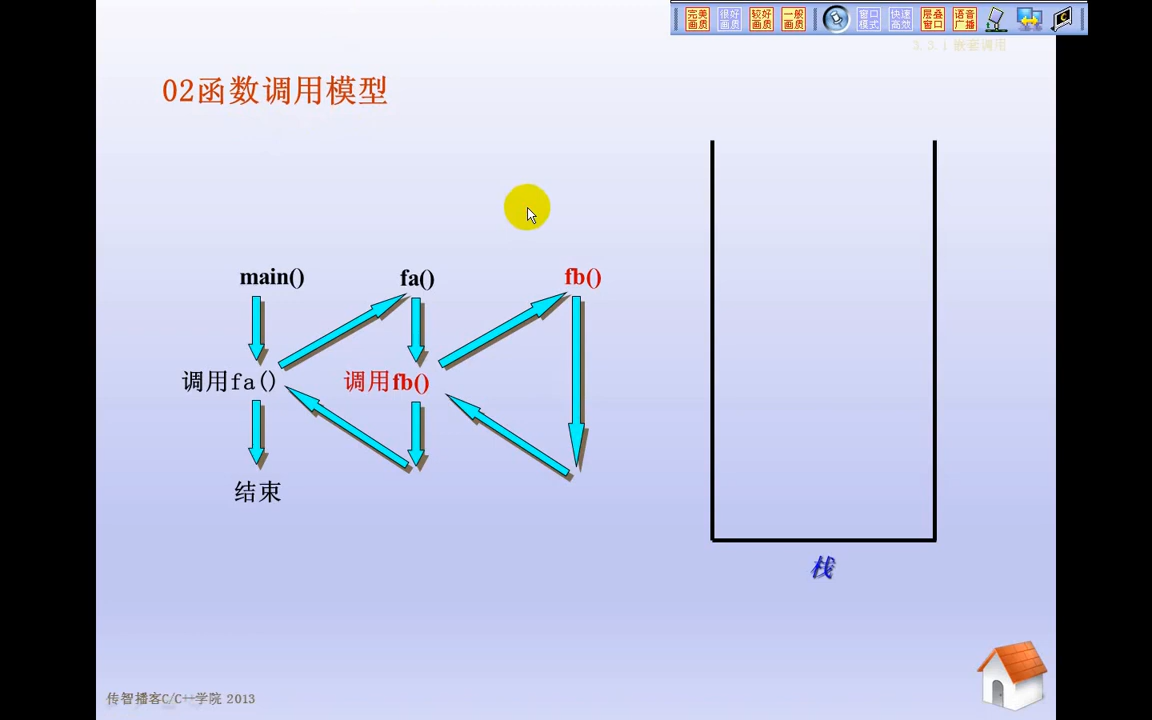 完美画质 很好画质 较好画质 一般画质 窗口模式 快速高效 层叠窗口 语音广播
3.3.1 嵌套调用
02函数调用模型
main() fa() fb()
调用fa() 调用fb()
结束
栈
传智播客C/C++学院 2013